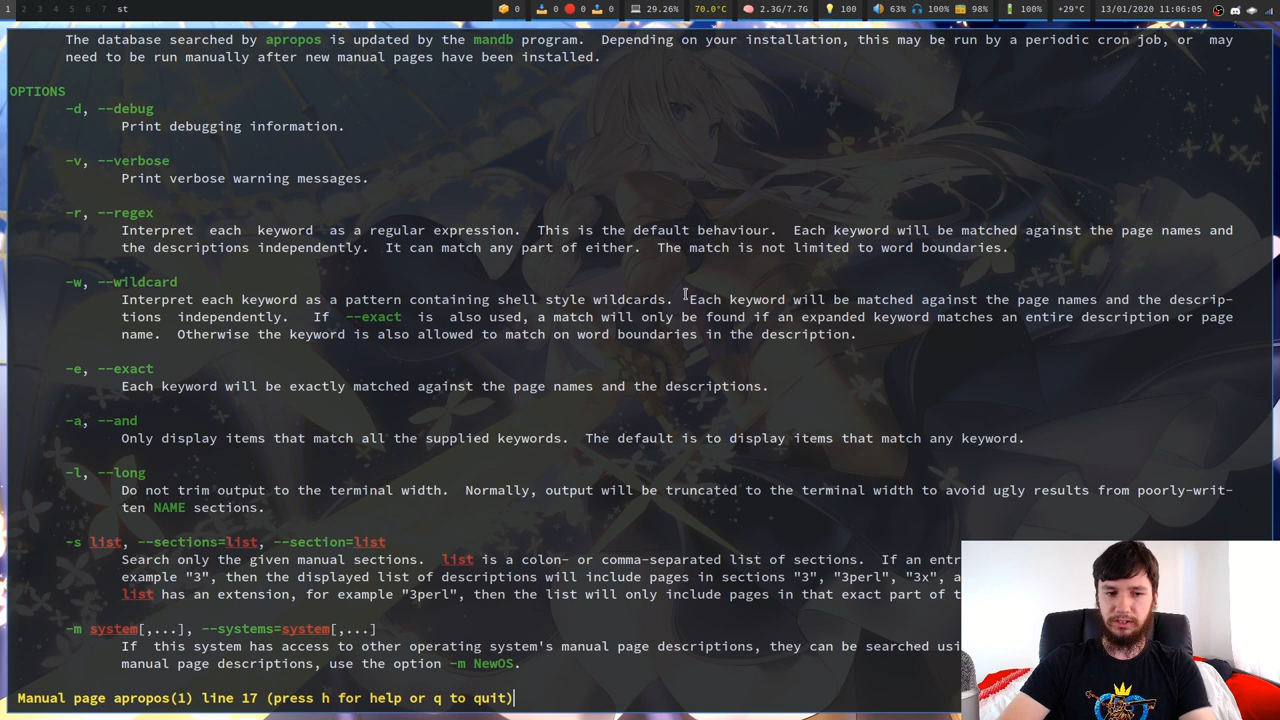 1 2 3 4 5 6 7 st 0 0 0 0 29.26% 70.0°C 2.3G/7.7G 100 63% 100% 98% 100% +29°C 13/01/2020 11:06:05
The database searched by apropos is updated by the mandb program. Depending on your installation, this may be run by a periodic cron job, or may
need to be run manually after new manual pages have been installed.
OPTIONS
-d, --debug
Print debugging information.
-v, --verbose
Print verbose warning messages.
-r, --regex
Interpret each keyword as a regular expression. This is the default behaviour. Each keyword will be matched against the page names and
the descriptions independently. It can match any part of either. The match is not limited to word boundaries.
-w, --wildcard
Interpret each keyword as a pattern containing shell style wildcards. Each keyword will be matched against the page names and the descrip‐
tions independently. If --exact is also used, a match will only be found if an expanded keyword matches an entire description or page
name. Otherwise the keyword is also allowed to match on word boundaries in the description.
-e, --exact
Each keyword will be exactly matched against the page names and the descriptions.
-a, --and
Only display items that match all the supplied keywords. The default is to display items that match any keyword.
-l, --long
Do not trim output to the terminal width. Normally, output will be truncated to the terminal width to avoid ugly results from poorly-writ‐
ten NAME sections.
-s list, --sections=list, --section=list
Search only the given manual sections. list is a colon- or comma-separated list of sections. If an entr
example "3", then the displayed list of descriptions will include pages in sections "3", "3perl", "3x", a
list has an extension, for example "3perl", then the list will only include pages in that exact part of t
-m system[,...], --systems=system[,...]
If this system has access to other operating system's manual page descriptions, they can be searched usi
manual page descriptions, use the option -m NewOS.
Manual page apropos(1) line 17 (press h for help or q to quit)